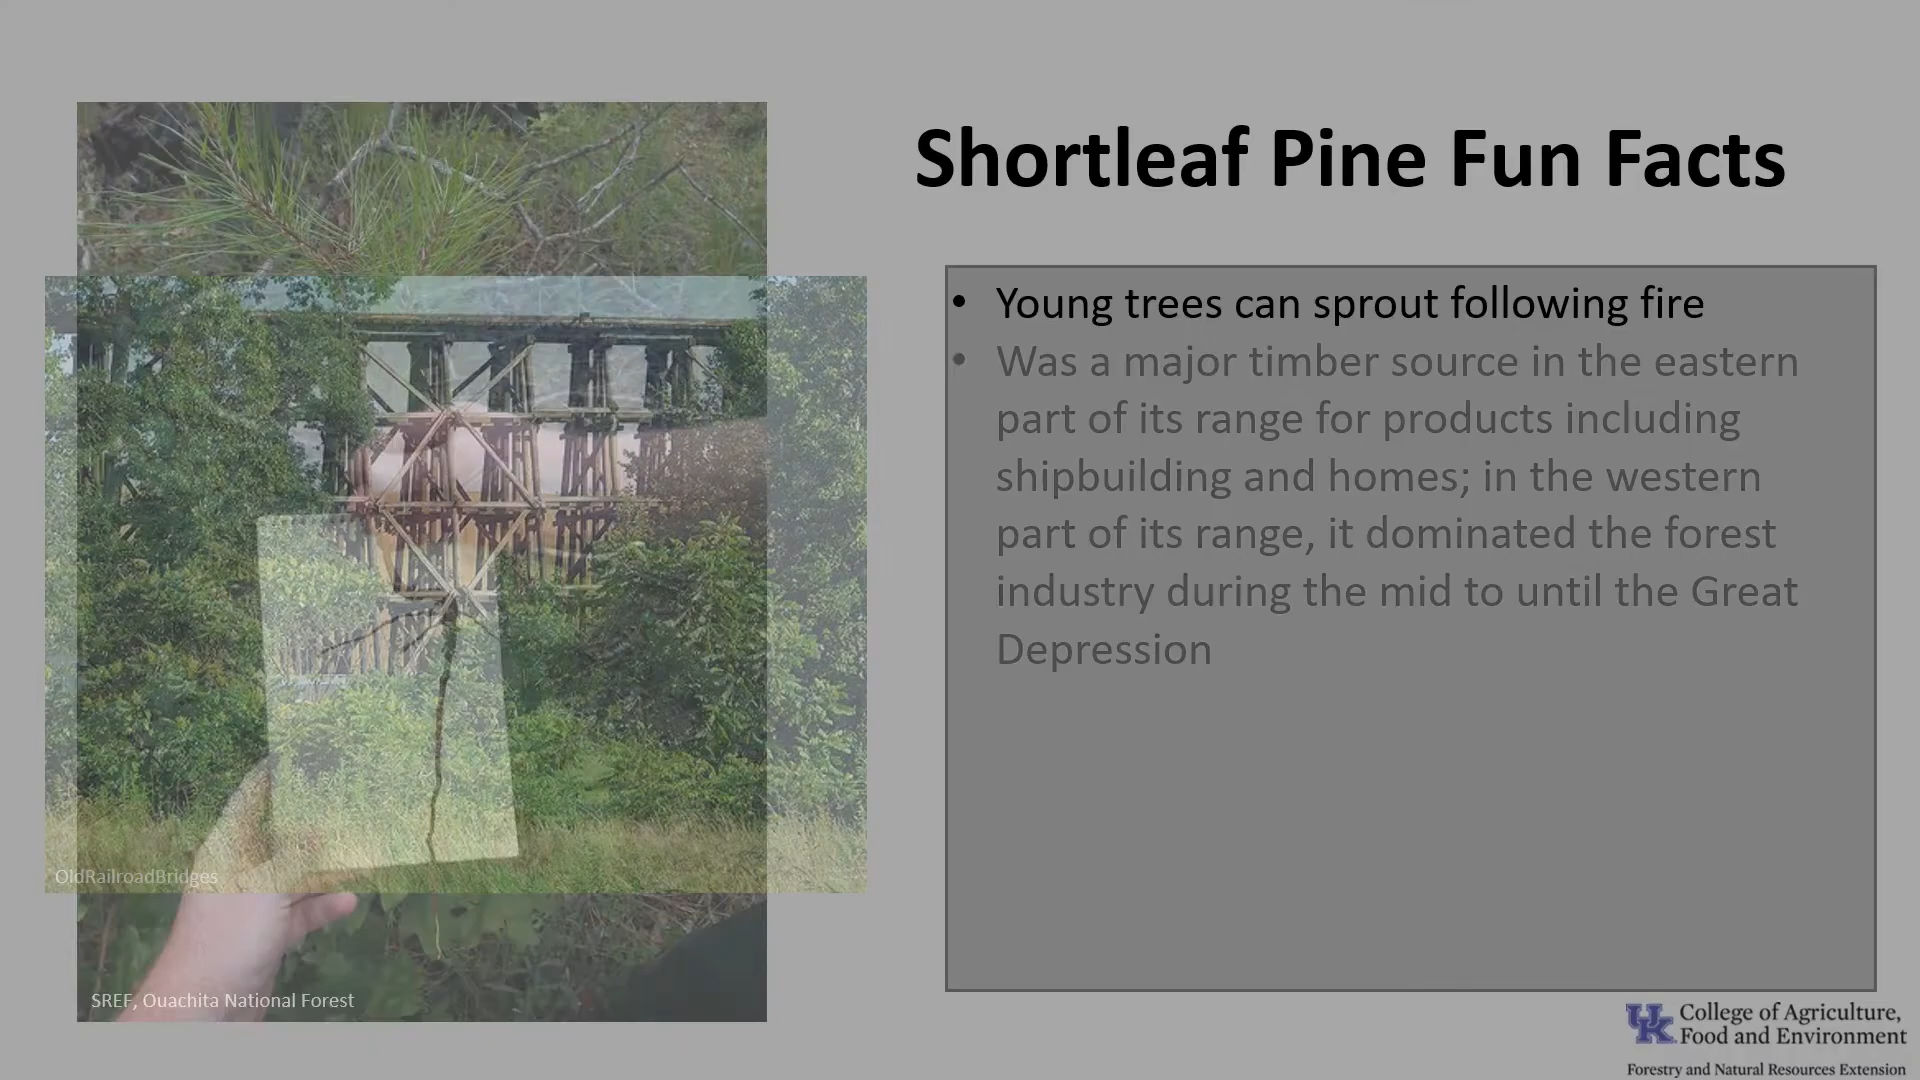 Shortleaf Pine Fun Facts
• Young trees can sprout following fire
• Was a major timber source in the eastern
part of its range for products including
shipbuilding and homes; in the western
part of its range, it dominated the forest
industry during the mid to until the Great
Depression
OldRailroadBridges
SREF, Ouachita National Forest
UK College of Agriculture,
Food and Environment
Forestry and Natural Resources Extension